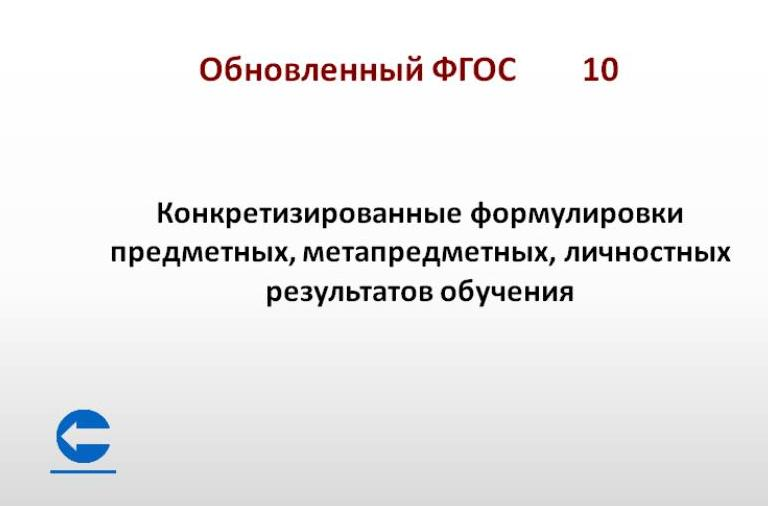 Обновленный ФГОС 10
Конкретизированные формулировки
предметных, метапредметных, личностных
результатов обучения